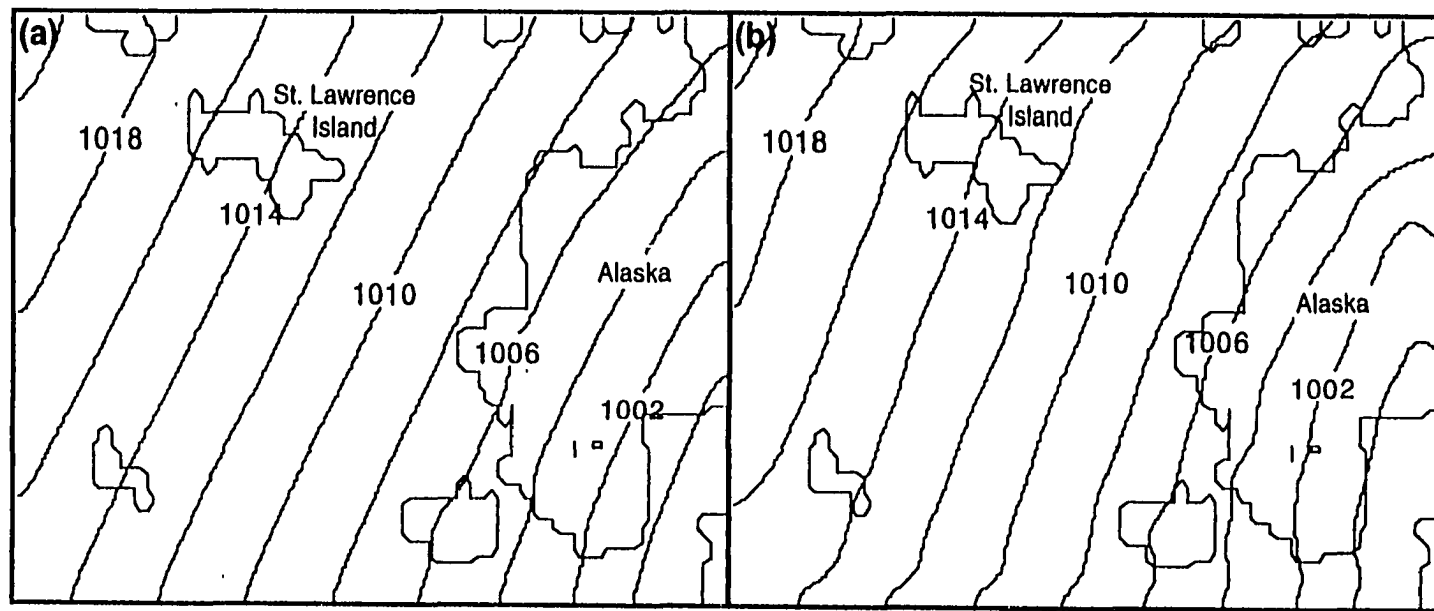 (a)
St. Lawrence
Island
1018
1014
1010
Alaska
1006
1002
(b)
St. Lawrence
Island
1018
1014
1010
Alaska
1006
1002